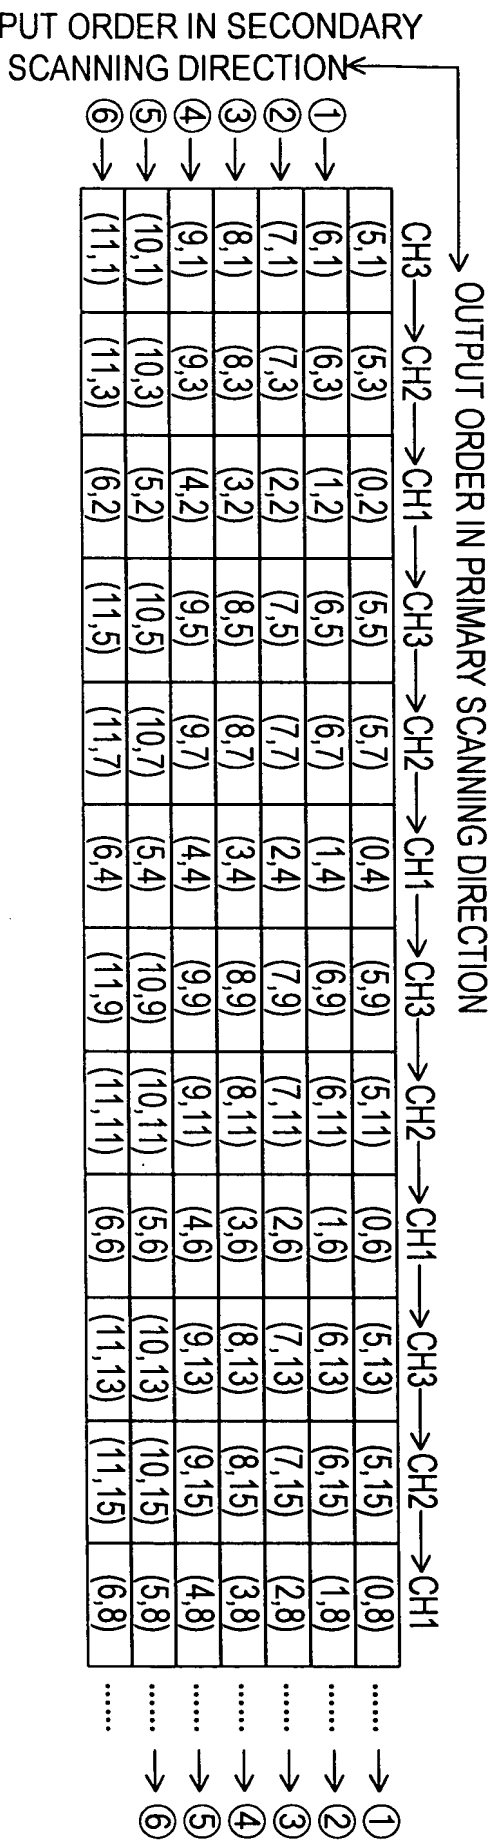 PUT ORDER IN SECONDARY
SCANNING DIRECTION
OUTPUT ORDER IN PRIMARY SCANNING DIRECTION
CH3→CH2→CH1→CH3→CH2→CH1→CH3→CH2→CH1→CH3→CH2→CH1
(5,1) (5,3) (0,2) (5,5) (5,7) (0,4) (5,9) (5,11) (0,6) (5,13) (5,15) (0,8) ...... → ①
① → (6,1) (6,3) (1,2) (6,5) (6,7) (1,4) (6,9) (6,11) (1,6) (6,13) (6,15) (1,8) ...... → ②
② → (7,1) (7,3) (2,2) (7,5) (7,7) (2,4) (7,9) (7,11) (2,6) (7,13) (7,15) (2,8) ...... → ③
③ → (8,1) (8,3) (3,2) (8,5) (8,7) (3,4) (8,9) (8,11) (3,6) (8,13) (8,15) (3,8) ...... → ④
④ → (9,1) (9,3) (4,2) (9,5) (9,7) (4,4) (9,9) (9,11) (4,6) (9,13) (9,15) (4,8) ...... → ⑤
⑤ → (10,1) (10,3) (5,2) (10,5) (10,7) (5,4) (10,9) (10,11) (5,6) (10,13) (10,15) (5,8) ...... → ⑥
⑥ → (11,1) (11,3) (6,2) (11,5) (11,7) (6,4) (11,9) (11,11) (6,6) (11,13) (11,15) (6,8) ......